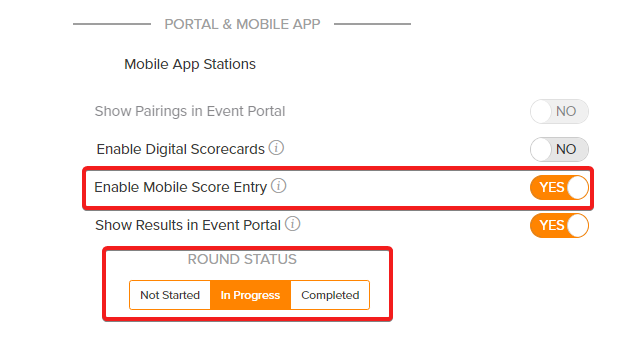 PORTAL & MOBILE APP
Mobile App Stations
Show Pairings in Event Portal NO
Enable Digital Scorecards i NO
Enable Mobile Score Entry i YES
Show Results in Event Portal i YES
ROUND STATUS
Not Started In Progress Completed